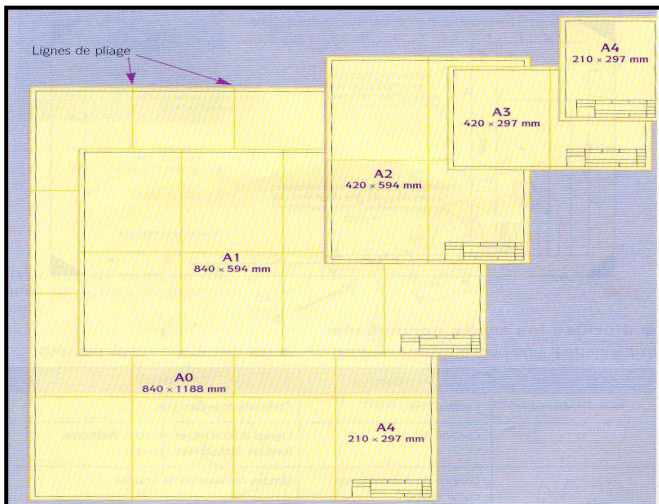 Lignes de pliage
A4
210 × 297 mm
A3
420 × 297 mm
A2
420 × 594 mm
A1
840 × 594 mm
A0
840 × 1188 mm
A4
210 × 297 mm